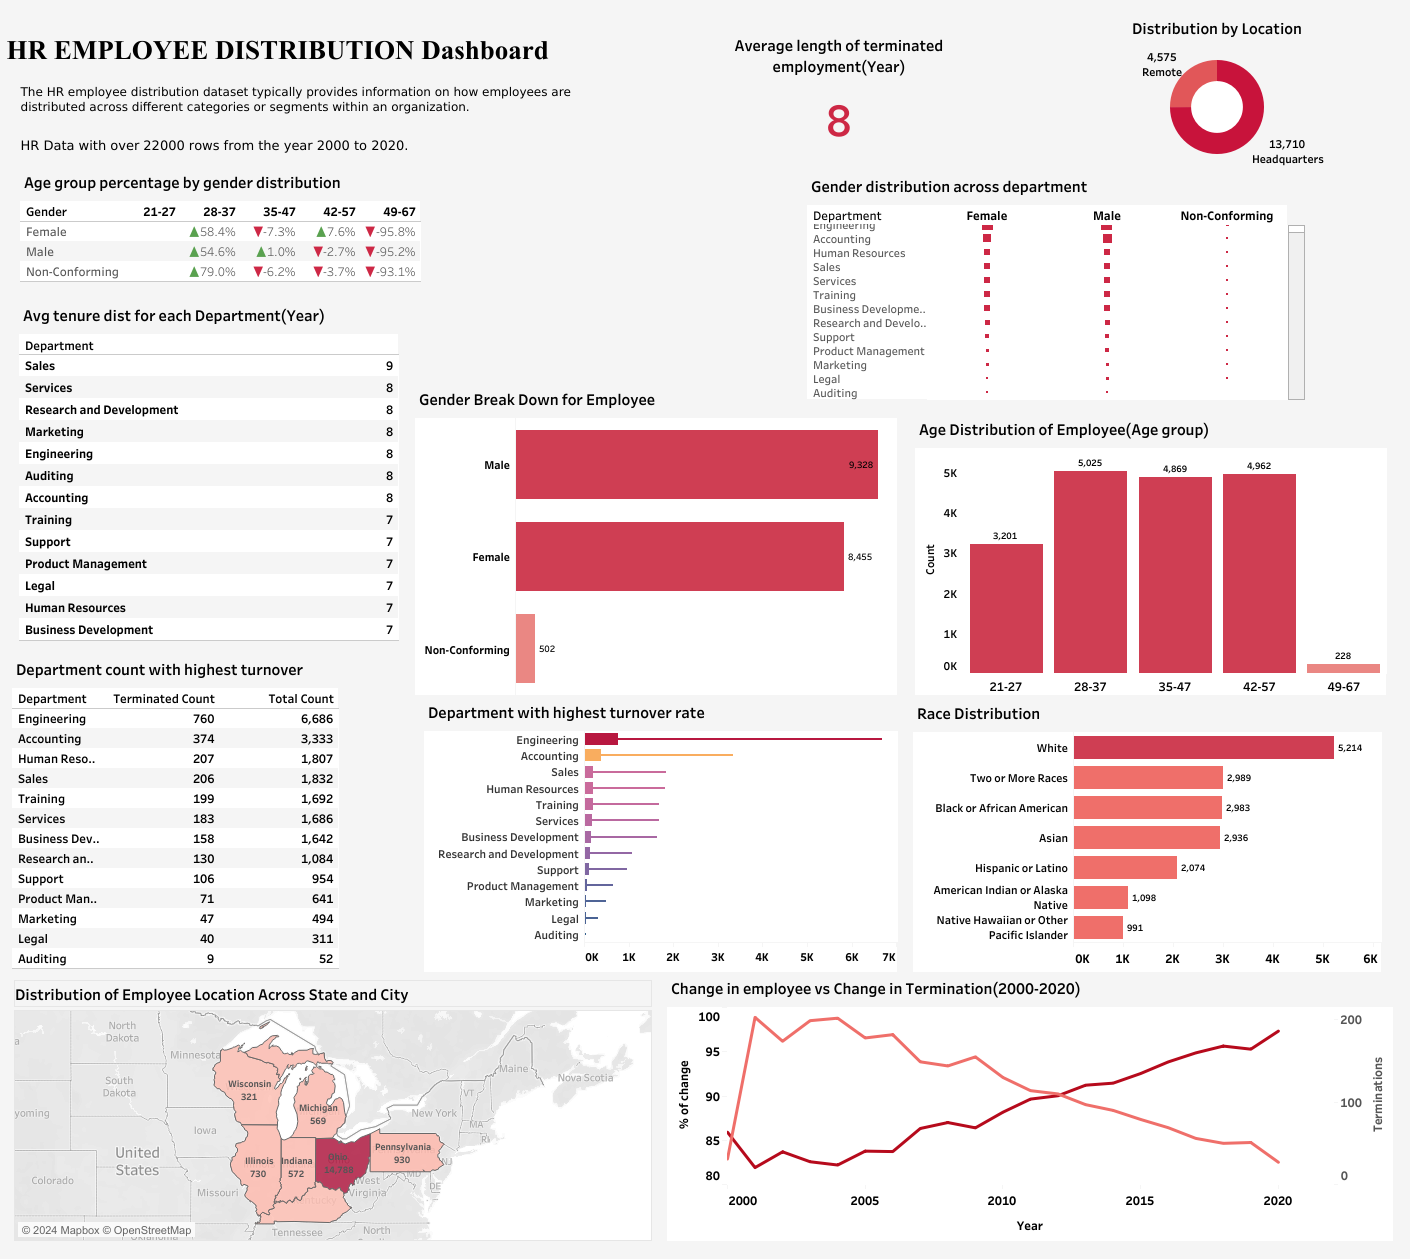 HR EMPLOYEE DISTRIBUTION Dashboard
The HR employee distribution dataset typically provides information on how employees are
distributed across different categories or segments within an organization.
HR Data with over 22000 rows from the year 2000 to 2020.
Average length of terminated
employment(Year)
8
Distribution by Location
4,575
Remote
13,710
Headquarters
Age group percentage by gender distribution
Gender 21-27 28-37 35-47 42-57 49-67
Female ▲58.4% ▼-7.3% ▲7.6% ▼-95.8%
Male ▲54.6% ▲1.0% ▼-2.7% ▼-95.2%
Non-Conforming ▲79.0% ▼-6.2% ▼-3.7% ▼-93.1%
Gender distribution across department
Department Female Male Non-Conforming
Engineering
Accounting
Human Resources
Sales
Services
Training
Business Developme..
Research and Develo..
Support
Product Management
Marketing
Legal
Auditing
Avg tenure dist for each Department(Year)
Department
Sales 9
Services 8
Research and Development 8
Marketing 8
Engineering 8
Auditing 8
Accounting 8
Training 7
Support 7
Product Management 7
Legal 7
Human Resources 7
Business Development 7
Gender Break Down for Employee
Male 9,328
Female 8,455
Non-Conforming 502
Age Distribution of Employee(Age group)
Count
5K
4K
3K
2K
1K
0K
3,201
5,025
4,869
4,962
228
21-27 28-37 35-47 42-57 49-67
Department count with highest turnover
Department Terminated Count Total Count
Engineering 760 6,686
Accounting 374 3,333
Human Reso.. 207 1,807
Sales 206 1,832
Training 199 1,692
Services 183 1,686
Business Dev.. 158 1,642
Research an.. 130 1,084
Support 106 954
Product Man.. 71 641
Marketing 47 494
Legal 40 311
Auditing 9 52
Department with highest turnover rate
Engineering
Accounting
Sales
Human Resources
Training
Services
Business Development
Research and Development
Support
Product Management
Marketing
Legal
Auditing
0K 1K 2K 3K 4K 5K 6K 7K
Race Distribution
White 5,214
Two or More Races 2,989
Black or African American 2,983
Asian 2,936
Hispanic or Latino 2,074
American Indian or Alaska
Native 1,098
Native Hawaiian or Other
Pacific Islander 991
0K 1K 2K 3K 4K 5K 6K
Distribution of Employee Location Across State and City
North
Dakota
Minnesota
South
Dakota
Wisconsin
321
Michigan
569
Maine
Nova Scotia
VT
New York
MA
RI
yoming
Iowa
United
States
Illinois
730
Indiana
572
Ohio
Pennsylvania
930
NJ
MD
DE
Colorado
Missouri
West
Virginia
Kentucky
Tennessee
North
Oklahoma
© 2024 Mapbox © OpenStreetMap
Change in employee vs Change in Termination(2000-2020)
% of change
100
95
90
85
80
Terminations
200
100
0
2000 2005 2010 2015 2020
Year